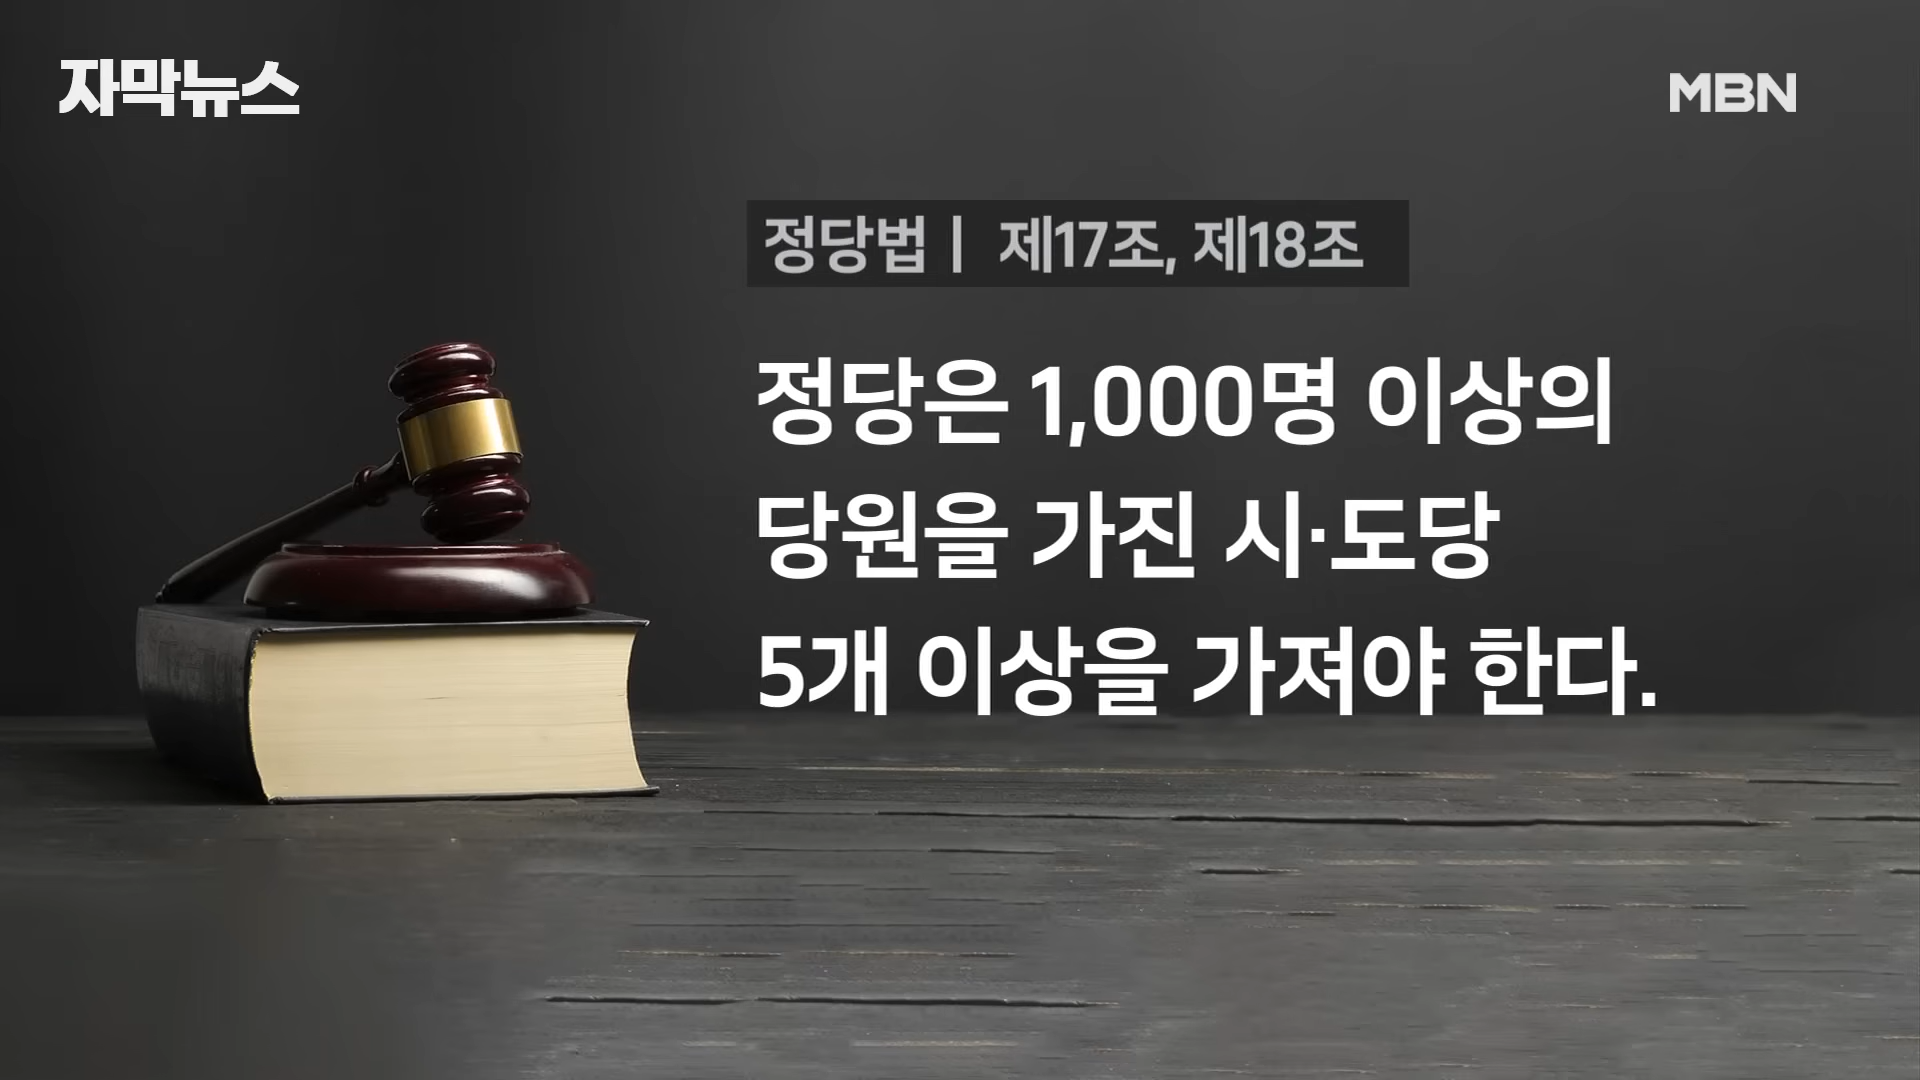 자막뉴스
MBN
정당법 | 제17조, 제18조
정당은 1,000명 이상의
당원을 가진 시·도당
5개 이상을 가져야 한다.